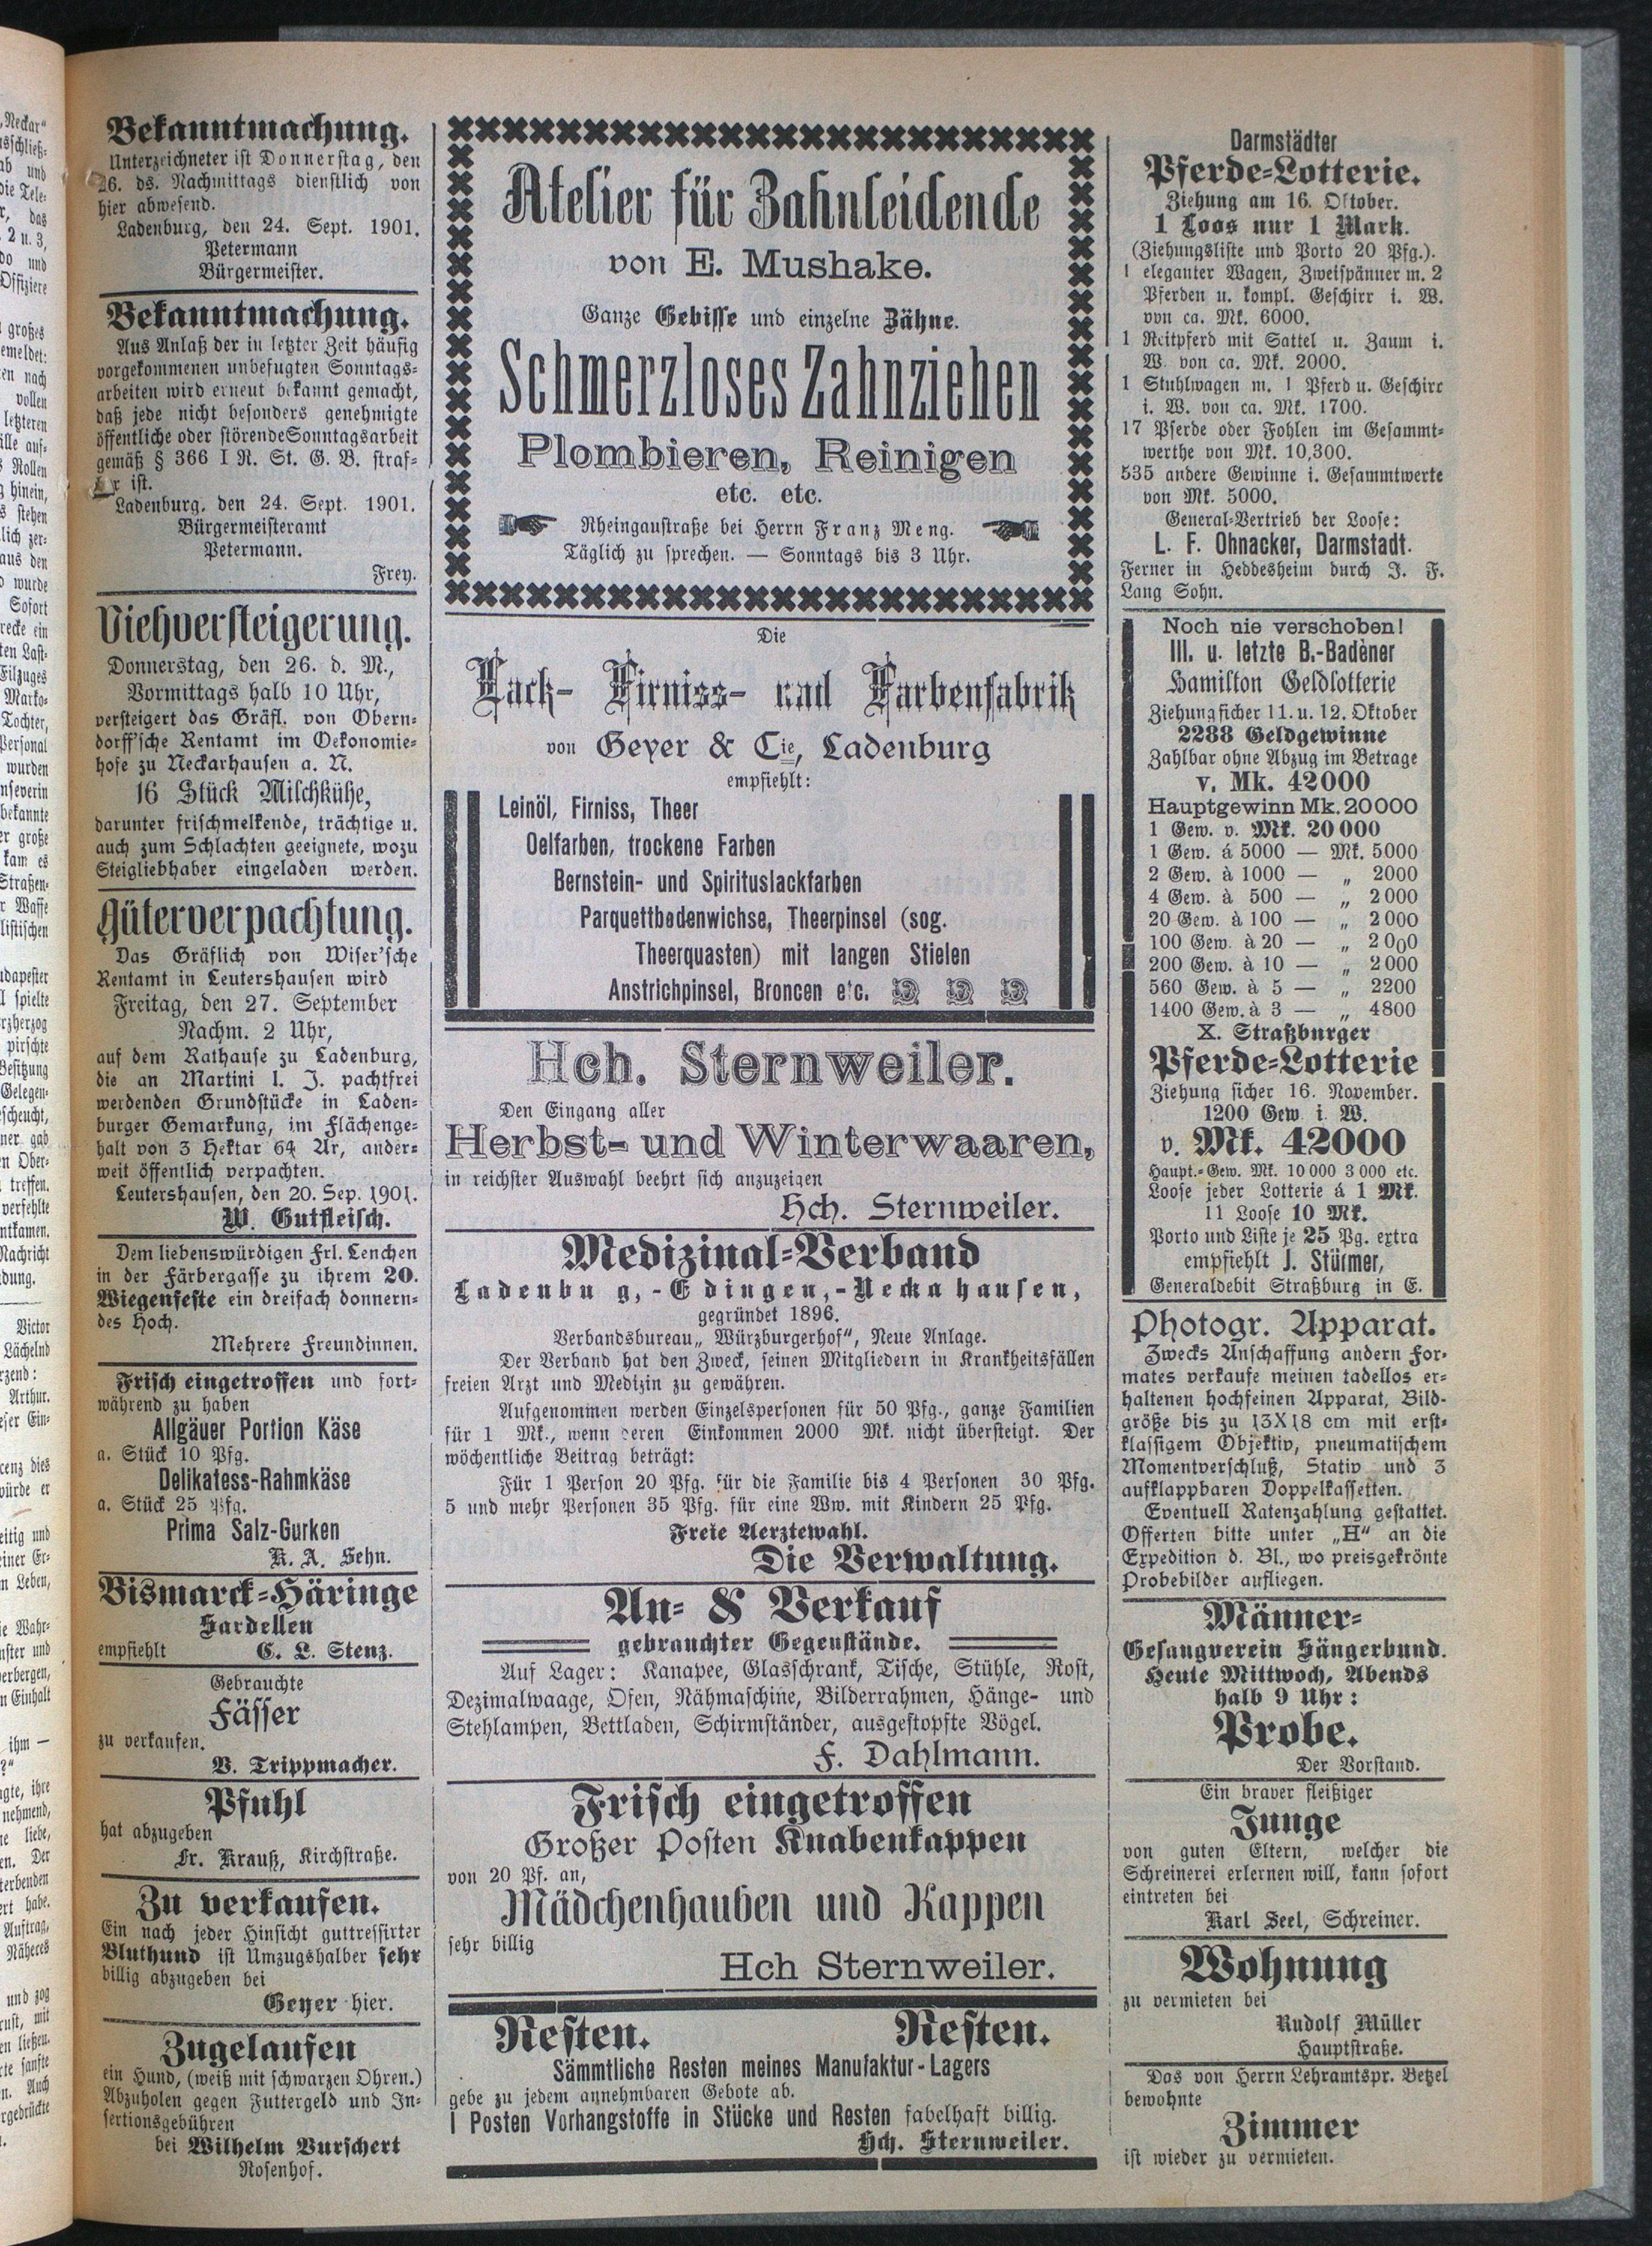 Bekanntmachung.
Unterzeichneter ist Donnerstag, den
26. ds. Nachmittags dienstlich von
hier abwesend.
Ladenburg, den 24. Sept. 1901.
Petermann
Bürgermeister.
Bekanntmachung.
Aus Anlaß der in letzter Zeit häufig
vorgekommenen unbefugten Sonntags-
arbeiten wird erneut bekannt gemacht,
daß jede nicht besonders genehmigte
öffentliche oder störende Sonntagsarbeit
gemäß § 366 I R. St. G. B. straf-
r ist.
Ladenburg, den 24. Sept. 1901.
Bürgermeisteramt
Petermann.
Frey.
Viehversteigerung.
Donnerstag, den 26. d. M.,
Vormittags halb 10 Uhr,
versteigert das Gräfl. von Obern-
dorff'sche Rentamt im Oekonomie-
hofe zu Neckarhausen a. N.
16 Stück Milchkühe,
darunter frischmelkende, trächtige u.
auch zum Schlachten geeignete, wozu
Steigliebhaber eingeladen werden.
Güterverpachtung.
Das Gräflich von Wiser'sche
Rentamt in Leutershausen wird
Freitag, den 27. September
Nachm. 2 Uhr,
auf dem Rathause zu Ladenburg,
die an Martini l. J. pachtfrei
werdenden Grundstücke in Laden-
burger Gemarkung, im Flächenge-
halt von 3 Hektar 64 Ar, ander-
weit öffentlich verpachten.
Leutershausen, den 20. Sep. 1901.
W. Gutfleisch.
Dem liebenswürdigen Frl. Lenchen
in der Färbergasse zu ihrem 20.
Wiegenfeste ein dreifach donnern-
des Hoch.
Mehrere Freundinnen.
Frisch eingetroffen und fort-
während zu haben
Allgäuer Portion Käse
a. Stück 10 Pfg.
Delikatess-Rahmkäse
a. Stück 25 Pfg.
Prima Salz-Gurken
K. A. Sehn.
Bismarck-Häringe
Sardellen
empfiehlt C. L. Stenz.
Gebrauchte
Fässer
zu verkaufen.
V. Trippmacher.
Pfuhl
hat abzugeben
Fr. Krauß, Kirchstraße.
Zu verkaufen.
Ein nach jeder Hinsicht guttressirter
Bluthund ist Umzugshalber sehr
billig abzugeben bei
Geyer hier.
Zugelaufen
ein Hund, (weiß mit schwarzen Ohren.)
Abzuholen gegen Futtergeld und In-
sertionsgebühren
bei Wilhelm Burschert
Rosenhof.
Atelier für Zahnleidende
von E. Mushake.
Ganze Gebisse und einzelne Zähne.
Schmerzloses Zahnziehen
Plombieren, Reinigen
etc. etc.
Rheingaustraße bei Herrn Franz Meng.
Täglich zu sprechen. — Sonntags bis 3 Uhr.
Die
Lack- Firniss- und Farbenfabrik
von Geyer & Cie, Ladenburg
empfiehlt:
Leinöl, Firniss, Theer
Oelfarben, trockene Farben
Bernstein- und Spirituslackfarben
Parquettbodenwichse, Theerpinsel (sog.
Theerquasten) mit langen Stielen
Anstrichpinsel, Broncen etc.
Hch. Sternweiler.
Den Eingang aller
Herbst- und Winterwaaren,
in reichster Auswahl beehrt sich anzuzeigen
Hch. Sternweiler.
Medizinal-Verband
Ladenbu g,-E dingen,-Necka hausen,
gegründet 1896.
Verbandsbureau „Würzburgerhof“, Neue Anlage.
Der Verband hat den Zweck, seinen Mitgliedern in Krankheitsfällen
freien Arzt und Medizin zu gewähren.
Aufgenommen werden Einzelspersonen für 50 Pfg., ganze Familien
für 1 Mk., wenn deren Einkommen 2000 Mk. nicht übersteigt. Der
wöchentliche Beitrag beträgt:
Für 1 Person 20 Pfg. für die Familie bis 4 Personen 30 Pfg.
5 und mehr Personen 35 Pfg. für eine Ww. mit Kindern 25 Pfg.
Freie Aerztewahl.
Die Verwaltung.
An- & Verkauf
gebrauchter Gegenstände.
Auf Lager: Kanapee, Glasschrank, Tische, Stühle, Rost,
Dezimalwaage, Ofen, Nähmaschine, Bilderrahmen, Hänge- und
Stehlampen, Bettladen, Schirmständer, ausgestopfte Vögel.
F. Dahlmann.
Frisch eingetroffen
Großer Posten Knabenkappen
von 20 Pf. an,
Mädchenhauben und Kappen
sehr billig
Hch Sternweiler.
Resten. Resten.
Sämmtliche Resten meines Manufaktur-Lagers
gebe zu jedem annehmbaren Gebote ab.
1 Posten Vorhangstoffe in Stücke und Resten fabelhaft billig.
Hch. Sternweiler.
Darmstädter
Pferde-Lotterie.
Ziehung am 16. Oktober.
1 Loos nur 1 Mark.
(Ziehungsliste und Porto 20 Pfg.).
1 eleganter Wagen, Zweispänner m. 2
Pferden u. kompl. Geschirr i. W.
von ca. Mk. 6000.
1 Reitpferd mit Sattel u. Zaum i.
W. von ca. Mk. 2000.
1 Stuhlwagen m. 1 Pferd u. Geschirr
i. W. von ca. Mk. 1700.
17 Pferde oder Fohlen im Gesammt-
werthe von Mk. 10,300.
535 andere Gewinne i. Gesammtwerte
von Mk. 5000.
General-Vertrieb der Loose:
L. F. Ohnacker, Darmstadt.
Ferner in Heddesheim durch J. F.
Lang Sohn.
Noch nie verschoben!
III. u. letzte B.-Badener
Hamilton Geldlotterie
Ziehung sicher 11. u. 12. Oktober
2288 Geldgewinne
Zahlbar ohne Abzug im Betrage
v. Mk. 42000
Hauptgewinn Mk. 20000
1 Gew. v. Mk. 20 000
1 Gew. á 5000 — Mk. 5000
2 Gew. à 1000 — „ 2000
4 Gew. à 500 — „ 2 000
20 Gew. à 100 — „ 2 000
100 Gew. à 20 — „ 2 000
200 Gew. à 10 — „ 2 000
560 Gew. à 5 — „ 2200
1400 Gew. à 3 — „ 4800
X. Straßburger
Pferde-Lotterie
Ziehung sicher 16. November.
1200 Gew. i. W.
v. Mk. 42000
Haupt.-Gew. Mk. 10 000 3 000 etc.
Loose jeder Lotterie á 1 Mk.
11 Loose 10 Mk.
Porto und Liste je 25 Pg. extra
empfiehlt J. Stürmer,
Generaldebit Straßburg in E.
Photogr. Apparat.
Zwecks Anschaffung andern For-
mates verkaufe meinen tadellos er-
haltenen hochfeinen Apparat, Bild-
größe bis zu 13X18 cm mit erst-
klassigem Objektiv, pneumatischem
Momentverschluß, Stativ und 3
aufklappbaren Doppelkassetten.
Eventuell Ratenzahlung gestattet.
Offerten bitte unter „H“ an die
Expedition d. Bl., wo preisgekrönte
Probebilder aufliegen.
Männer-
Gesangverein Sängerbund.
Heute Mittwoch, Abends
halb 9 Uhr:
Probe.
Der Vorstand.
Ein braver fleißiger
Junge
von guten Eltern, welcher die
Schreinerei erlernen will, kann sofort
eintreten bei
Karl Seel, Schreiner.
Wohnung
zu vermieten bei
Rudolf Müller
Hauptstraße.
Das von Herrn Lehramtspr. Betzel
bewohnte
Zimmer
ist wieder zu vermieten.